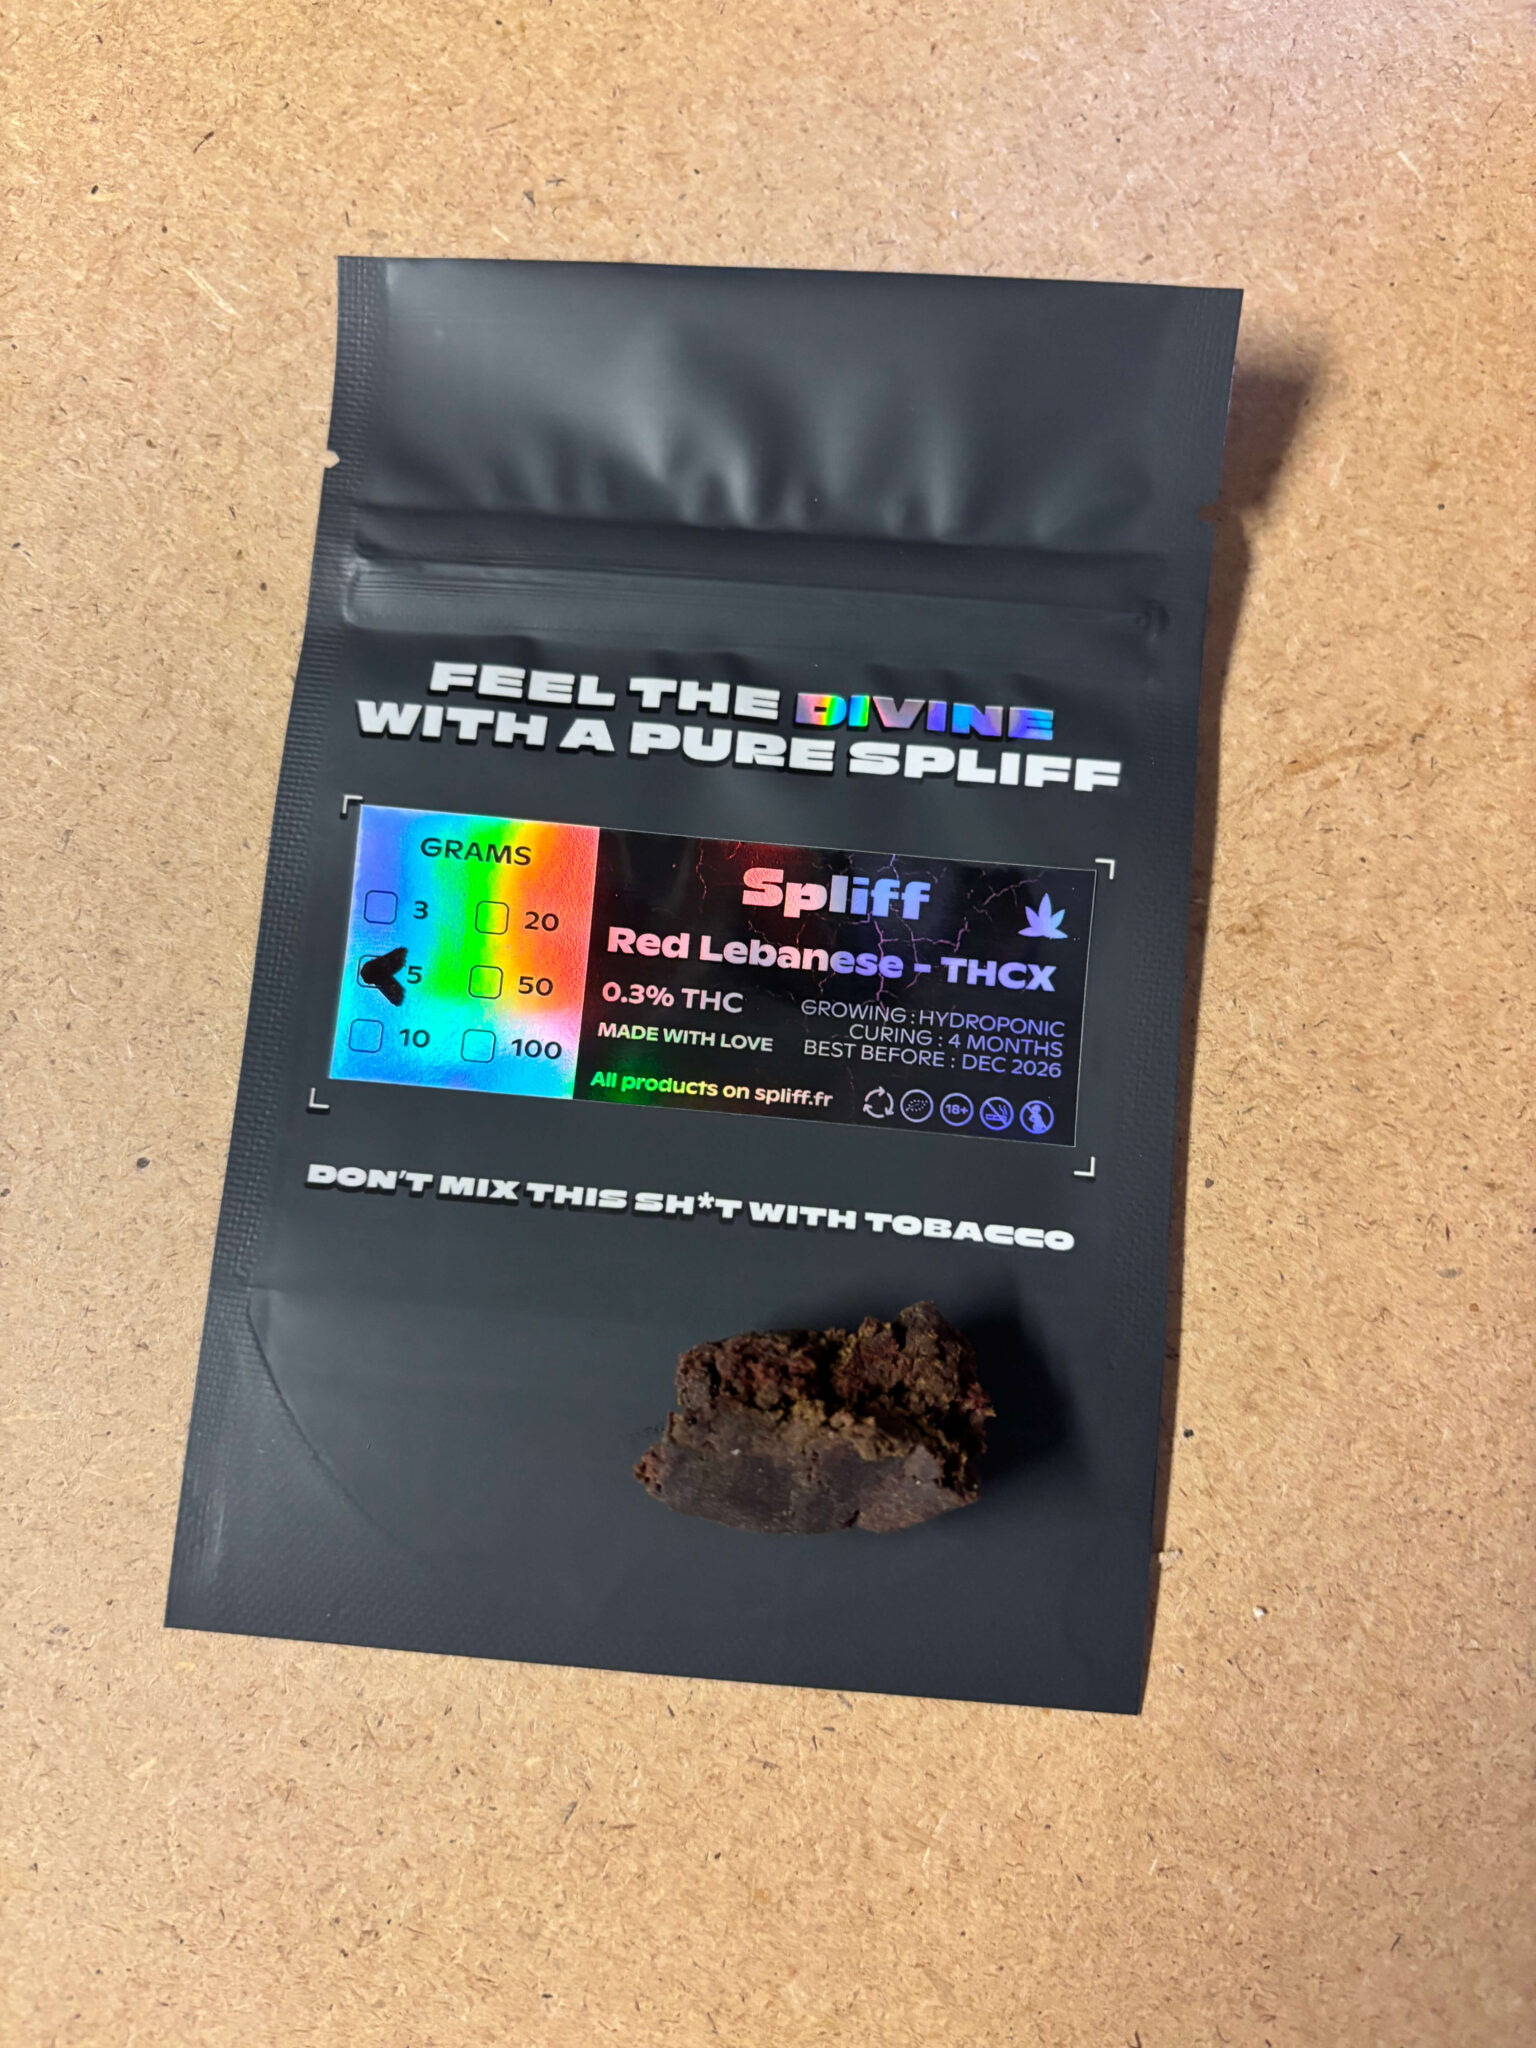 FEEL THE DIVINE
WITH A PURE SPLIFF
GRAMS
3
20
5
50
10
100
Spliff
Red Lebanese - THCX
0.3% THC
MADE WITH LOVE
GROWING : HYDROPONIC
CURING : 4 MONTHS
BEST BEFORE : DEC 2026
All products on spliff.fr
18+
DON'T MIX THIS SH*T WITH TOBACCO